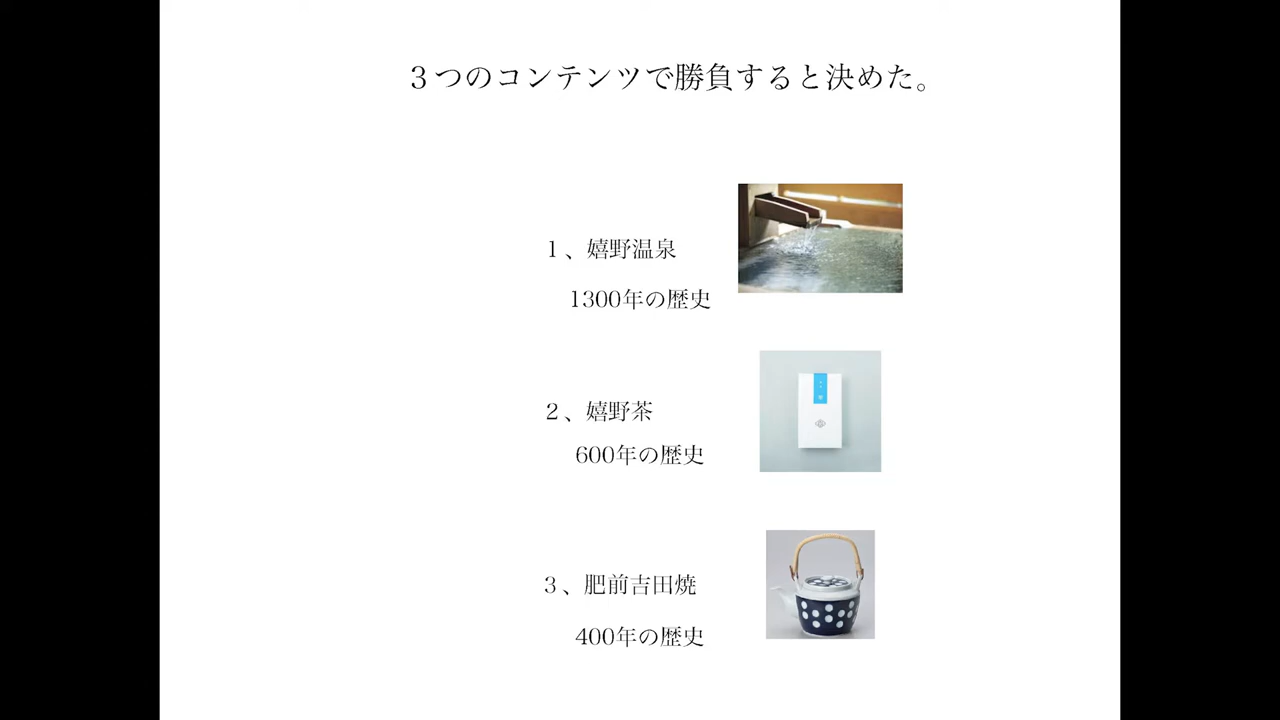 ３つのコンテンツで勝負すると決めた。
１、嬉野温泉
1300年の歴史
２、嬉野茶
600年の歴史
３、肥前吉田焼
400年の歴史